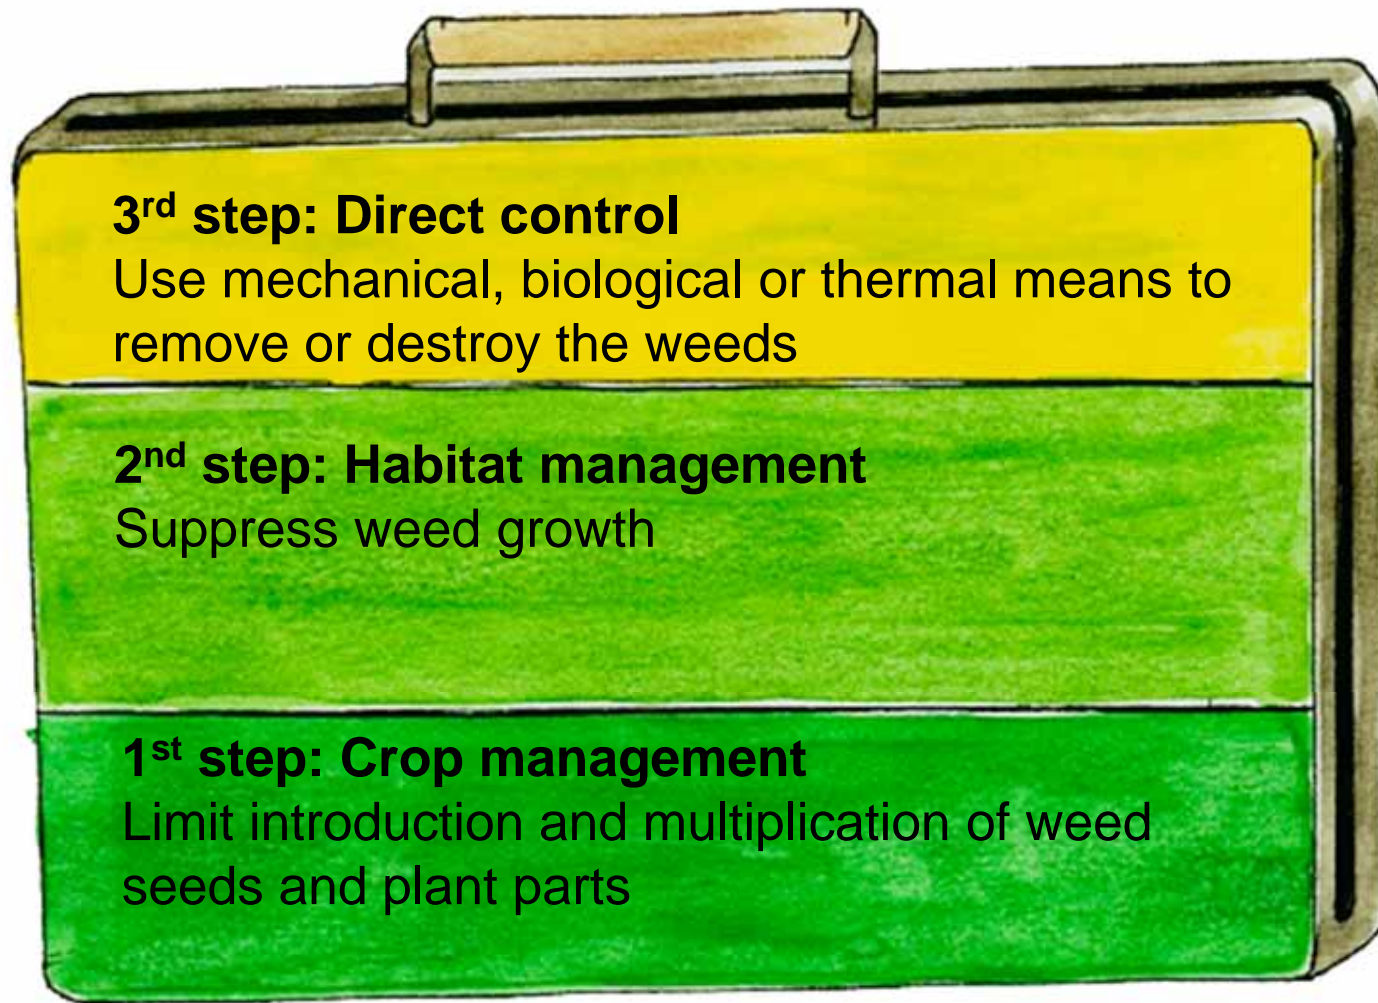 3rd step: Direct control
Use mechanical, biological or thermal means to
remove or destroy the weeds
2nd step: Habitat management
Suppress weed growth
1st step: Crop management
Limit introduction and multiplication of weed
seeds and plant parts